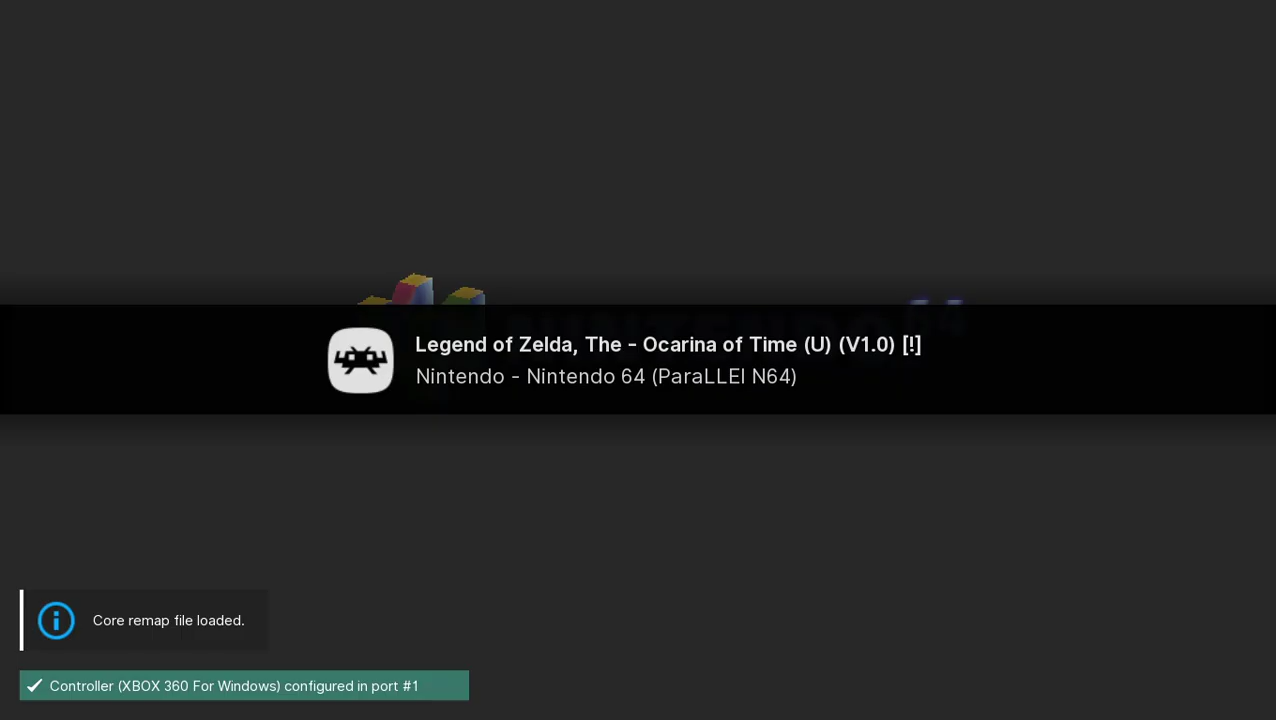 Legend of Zelda, The - Ocarina of Time (U) (V1.0) [!]
Nintendo - Nintendo 64 (ParaLLEl N64)
Core remap file loaded.
Controller (XBOX 360 For Windows) configured in port #1